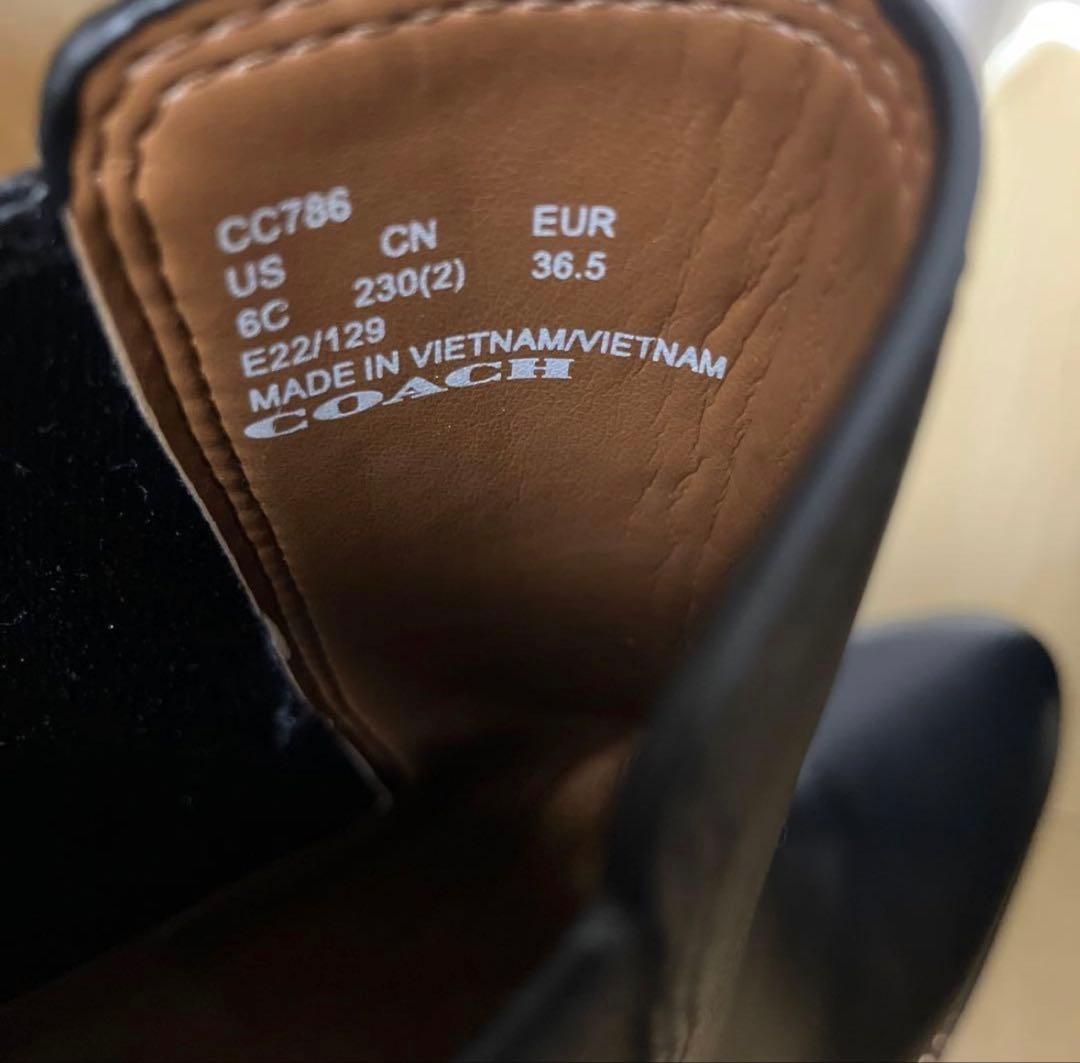 CC786
US CN EUR
6C 230(2) 36.5
E22/129
MADE IN VIETNAM/VIETNAM
COACH